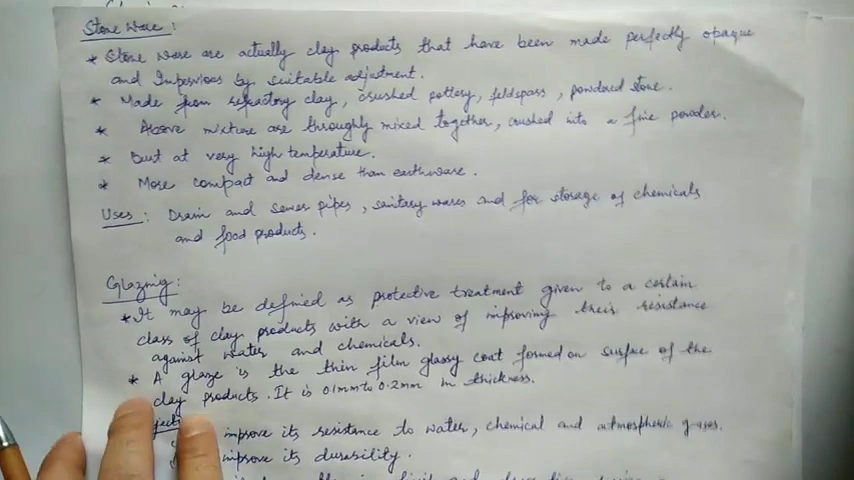 Stone Ware :
* Stone ware are actually clay products that have been made perfectly opaque
and Impervious by suitable adjustment.
* Made from refractory clay, crushed pottery, feldspars, powdered stone.
* Above mixture are throughly mixed together, crushed into a fine powder.
* But at very high temperature.
* More compact and dense than earthware.
Uses : Drain and sewer pipes, sanitary wares and for storage of chemicals
and food products.
Glazing :
* It may be defined as protective treatment given to a certain
class of clay products with a view of improving their resistance
against water and chemicals.
* A glaze is the thin film glassy coat formed on surface of the
clay products. It is 0.1mm to 0.2mm in thickness.
improve its resistance to water, chemical and atmospheric gases.
improve its durability.